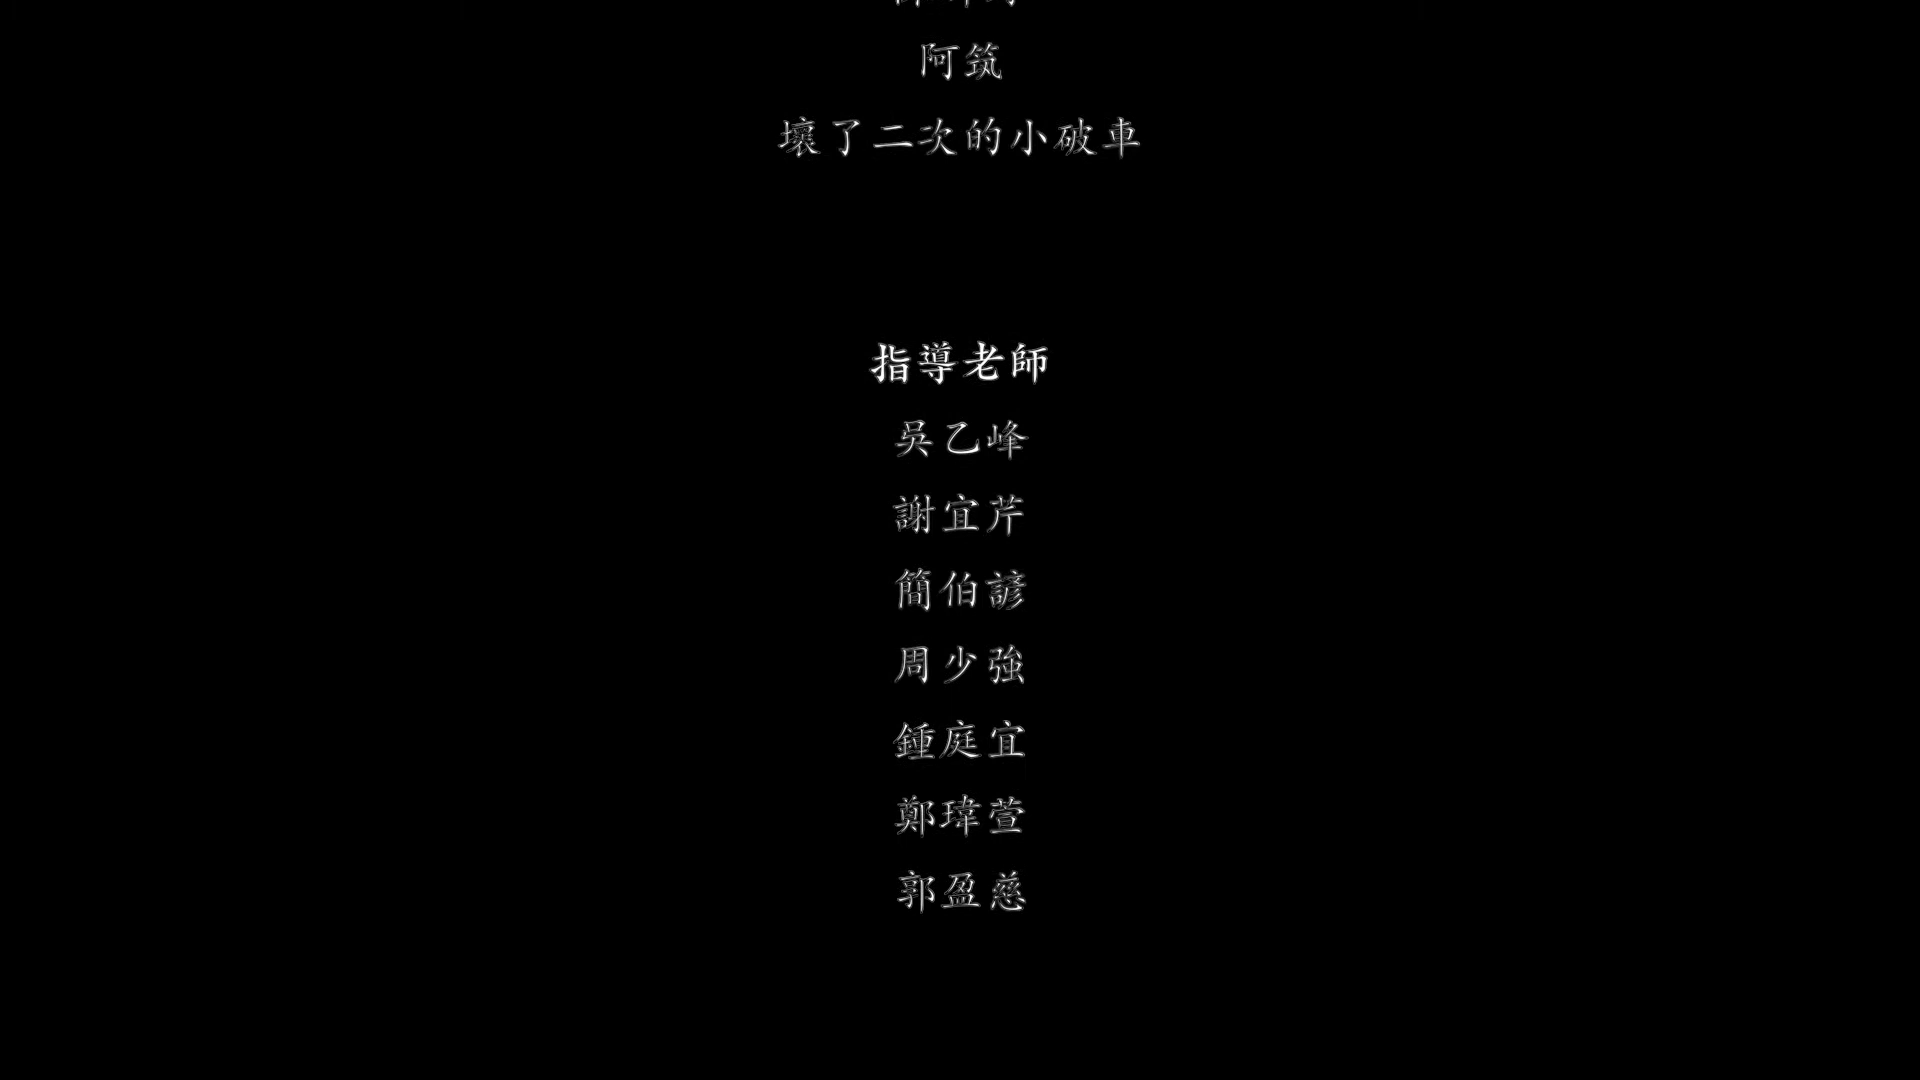 阿筑
壞了二次的小破車
指導老師
吳乙峰
謝宜芹
簡伯諺
周少強
鍾庭宜
鄭瑋萱
郭盈慈